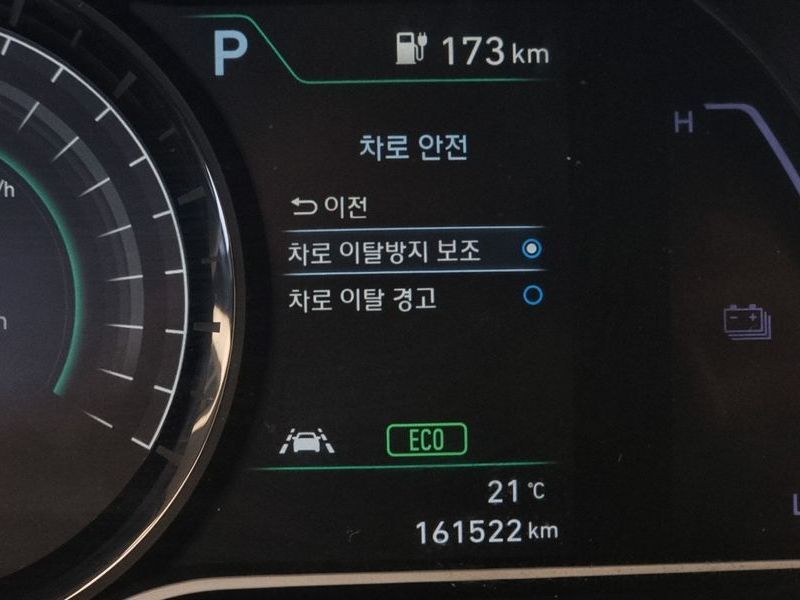 P 173 km
차로 안전
H
/h
이전
차로 이탈방지 보조
차로 이탈 경고
ECO
21 ℃
L
161522 km